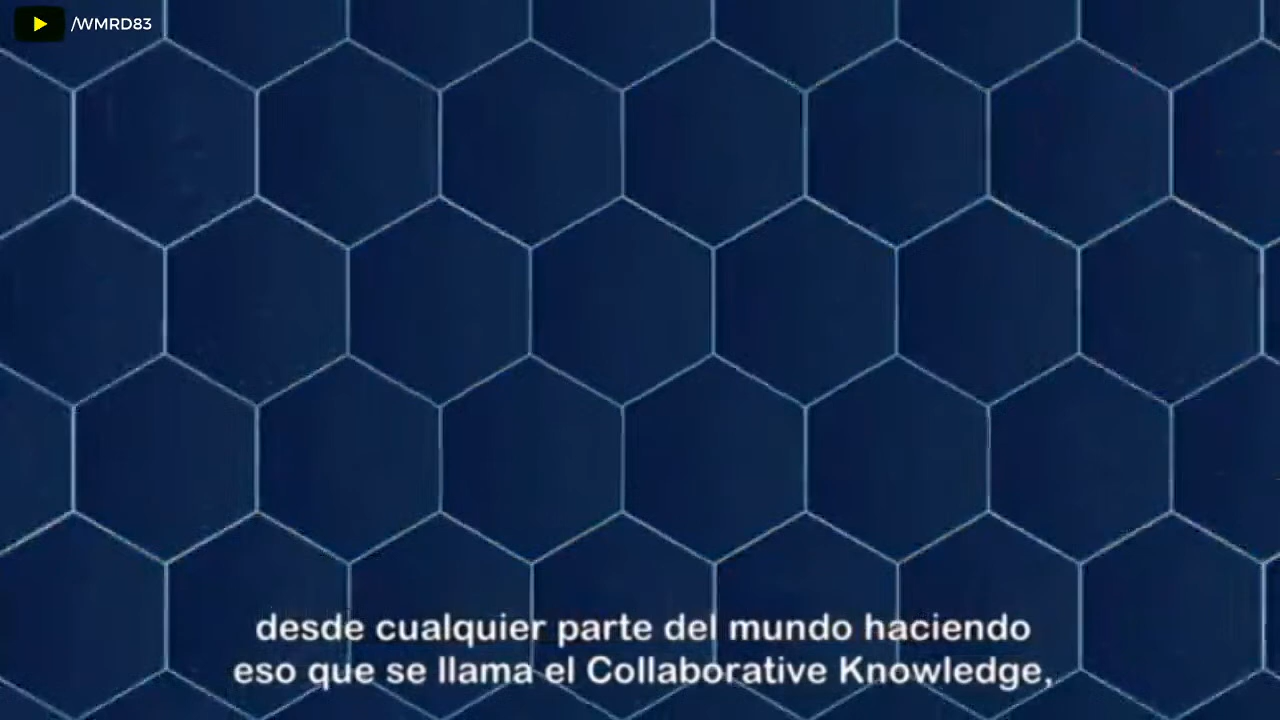 /WMRD83
desde cualquier parte del mundo haciendo
eso que se llama el Collaborative Knowledge,